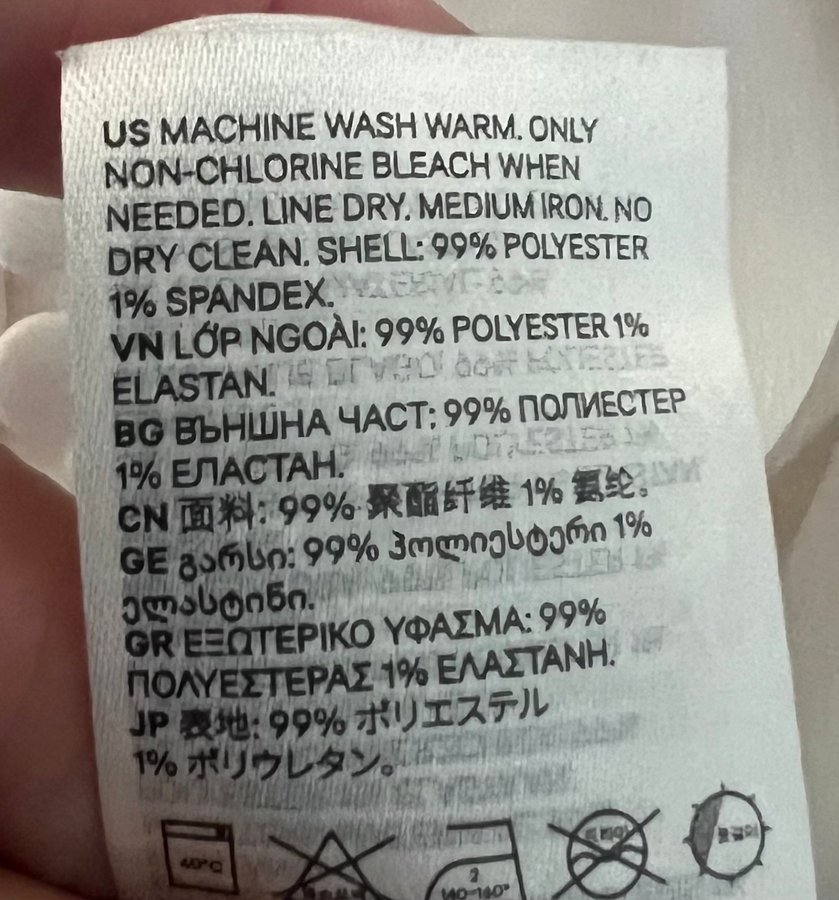 US MACHINE WASH WARM. ONLY
NON-CHLORINE BLEACH WHEN
NEEDED. LINE DRY. MEDIUM IRON. NO
DRY CLEAN. SHELL: 99% POLYESTER
1% SPANDEX.
VN LỚP NGOÀI: 99% POLYESTER 1%
ELASTAN.
BG ВЪНШНА ЧАСТ: 99% ПОЛИЕСТЕР
1% ЕЛАСТАН.
CN 面料: 99% 聚酯纤维 1% 氨纶。
GE გარსი: 99% პოლიესტერი 1%
ელასტინი.
GR ΕΞΩΤΕΡΙΚΟ ΥΦΑΣΜΑ: 99%
ΠΟΛΥΕΣΤΕΡΑΣ 1% ΕΛΑΣΤΑΝΗ.
JP 表地: 99% ポリエステル
1% ポリウレタン。
40°C
2
140-160°